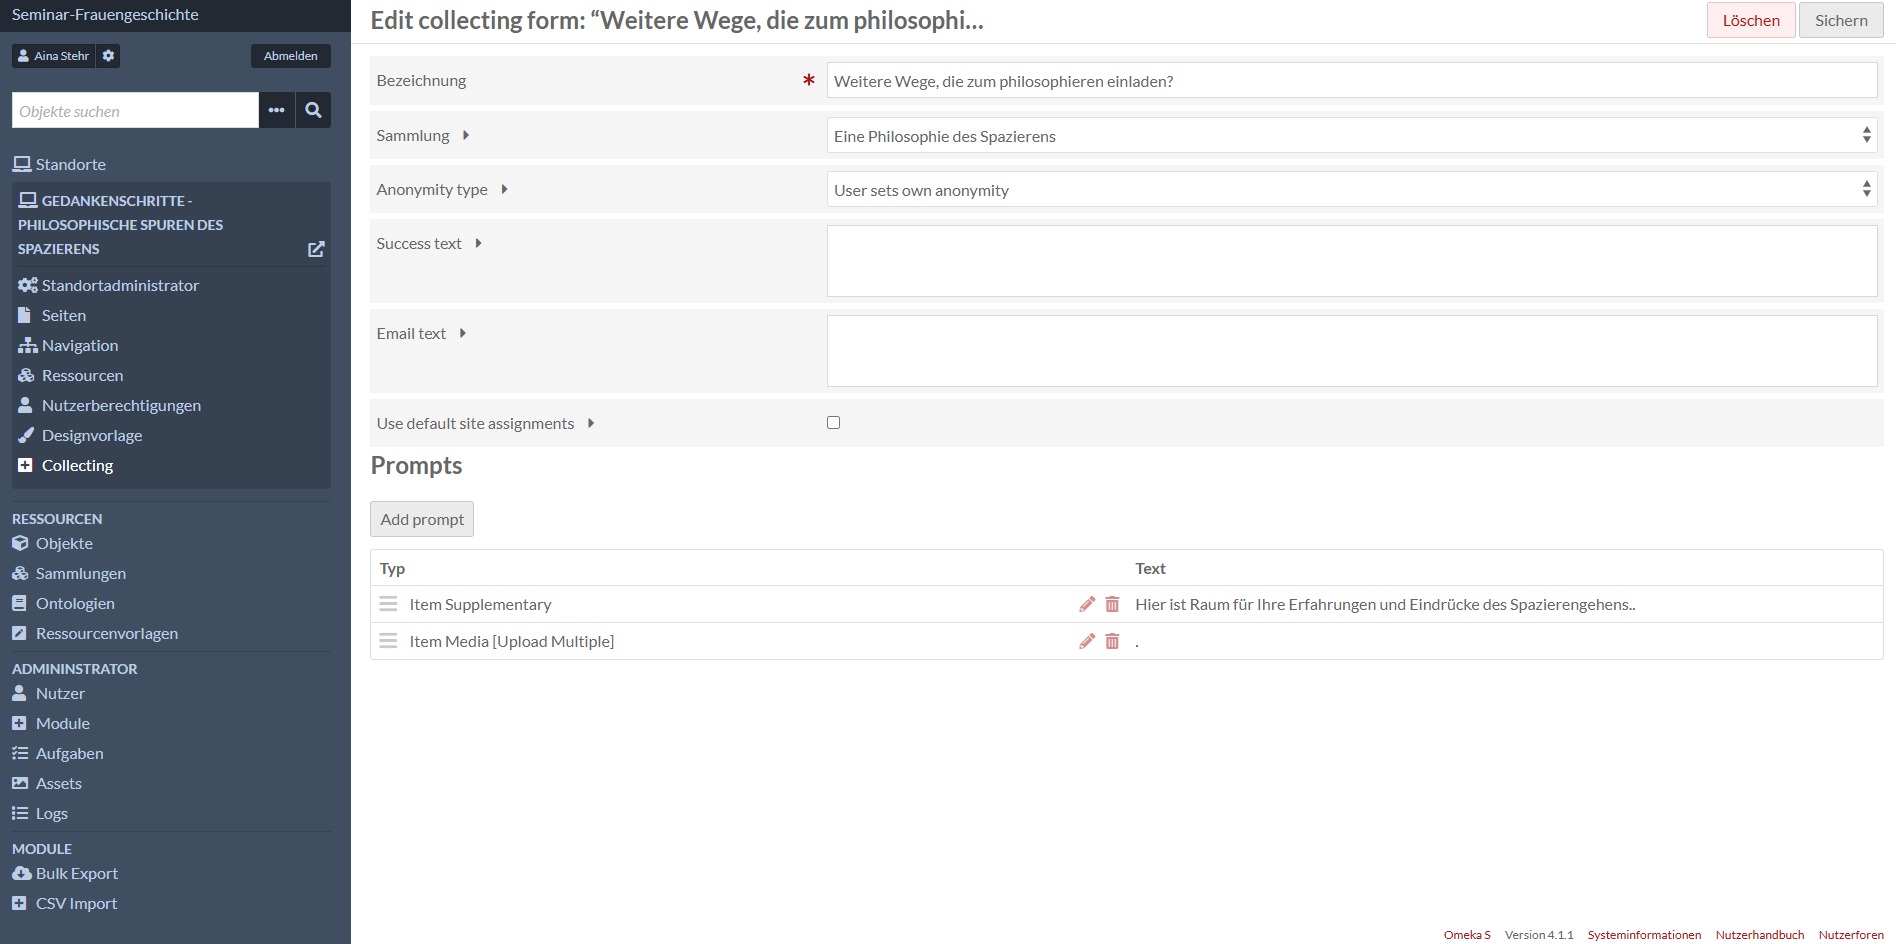 Seminar-Frauengeschichte
Aina Stehr
Abmelden
Objekte suchen
Standorte
GEDANKENSCHRITTE -
PHILOSOPHISCHE SPUREN DES
SPAZIERENS
Standortadministrator
Seiten
Navigation
Ressourcen
Nutzerberechtigungen
Designvorlage
Collecting
RESSOURCEN
Objekte
Sammlungen
Ontologien
Ressourcenvorlagen
ADMININSTRATOR
Nutzer
Module
Aufgaben
Assets
Logs
MODULE
Bulk Export
CSV Import
Edit collecting form: “Weitere Wege, die zum philosophi…
Löschen
Sichern
Bezeichnung
Weitere Wege, die zum philosophieren einladen?
Sammlung
Eine Philosophie des Spazierens
Anonymity type
User sets own anonymity
Success text
Email text
Use default site assignments
Prompts
Add prompt
Typ Text
Item Supplementary Hier ist Raum für Ihre Erfahrungen und Eindrücke des Spazierengehens..
Item Media [Upload Multiple] .
Omeka S Version 4.1.1 Systeminformationen Nutzerhandbuch Nutzerforen